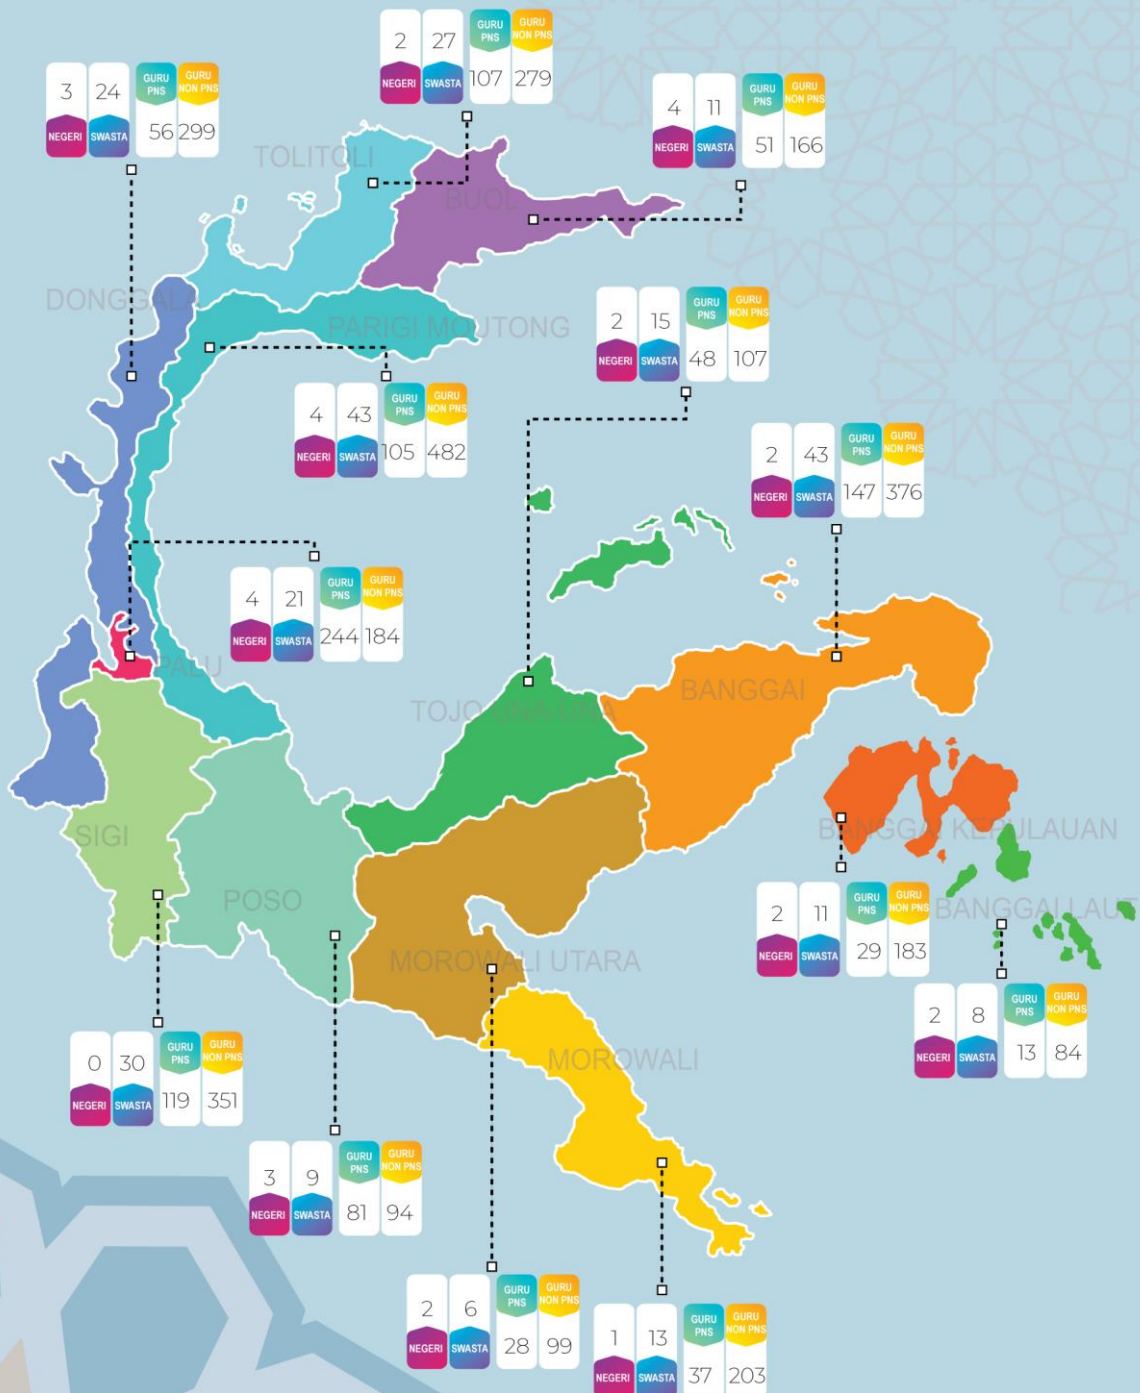 2 27 GURU PNS GURU NON PNS
NEGERI SWASTA 107 279
3 24 GURU PNS GURU NON PNS
NEGERI SWASTA 56 299
4 11 GURU PNS GURU NON PNS
NEGERI SWASTA 51 166
TOLITOLI
BUOL
DONGGALA
PARIGI MOUTONG
2 15 GURU PNS GURU NON PNS
NEGERI SWASTA 48 107
4 43 GURU PNS GURU NON PNS
NEGERI SWASTA 105 482
2 43 GURU PNS GURU NON PNS
NEGERI SWASTA 147 376
4 21 GURU PNS GURU NON PNS
NEGERI SWASTA 244 184
PALU
TOJO UNA-UNA
BANGGAI
SIGI
POSO
BANGGAI KEPULAUAN
2 11 GURU PNS GURU NON PNS
NEGERI SWASTA 29 183
BANGGAI LAUT
MOROWALI UTARA
2 8 GURU PNS GURU NON PNS
NEGERI SWASTA 13 84
0 30 GURU PNS GURU NON PNS
NEGERI SWASTA 119 351
MOROWALI
3 9 GURU PNS GURU NON PNS
NEGERI SWASTA 81 94
2 6 GURU PNS GURU NON PNS
NEGERI SWASTA 28 99
1 13 GURU PNS GURU NON PNS
NEGERI SWASTA 37 203